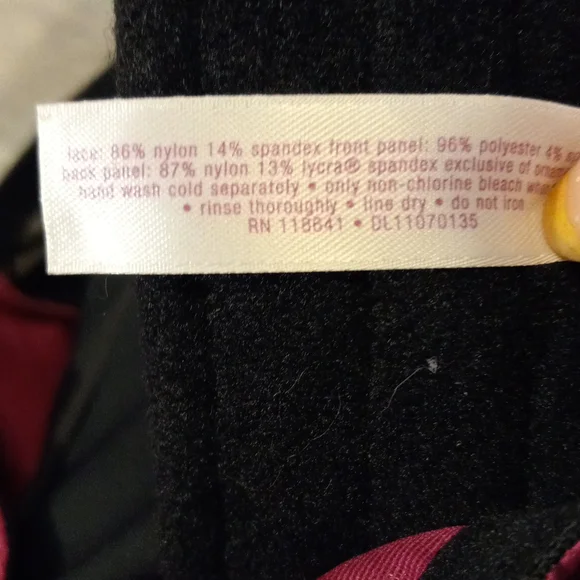 lace: 86% nylon 14% spandex front panel: 96% polyester 4%
back panel: 87% nylon 13% lycra® spandex exclusive of
hand wash cold separately • only non-chlorine bleach
• rinse thoroughly • line dry • do not iron
RN 118641 • DL11070135